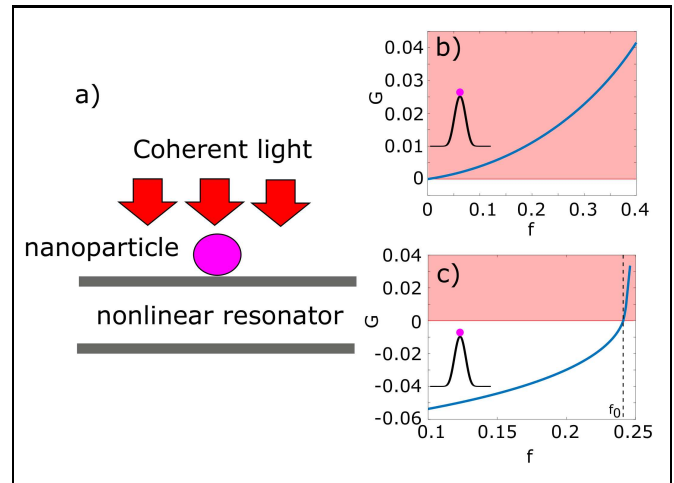 a)
Coherent light
nanoparticle
nonlinear resonator
b)
G
0.04
0.03
0.02
0.01
0
0 0.1 0.2 0.3 0.4
f
c)
G
0.04
0.02
0
-0.02
-0.04
-0.06
f0
0.1 0.15 0.2 0.25
f